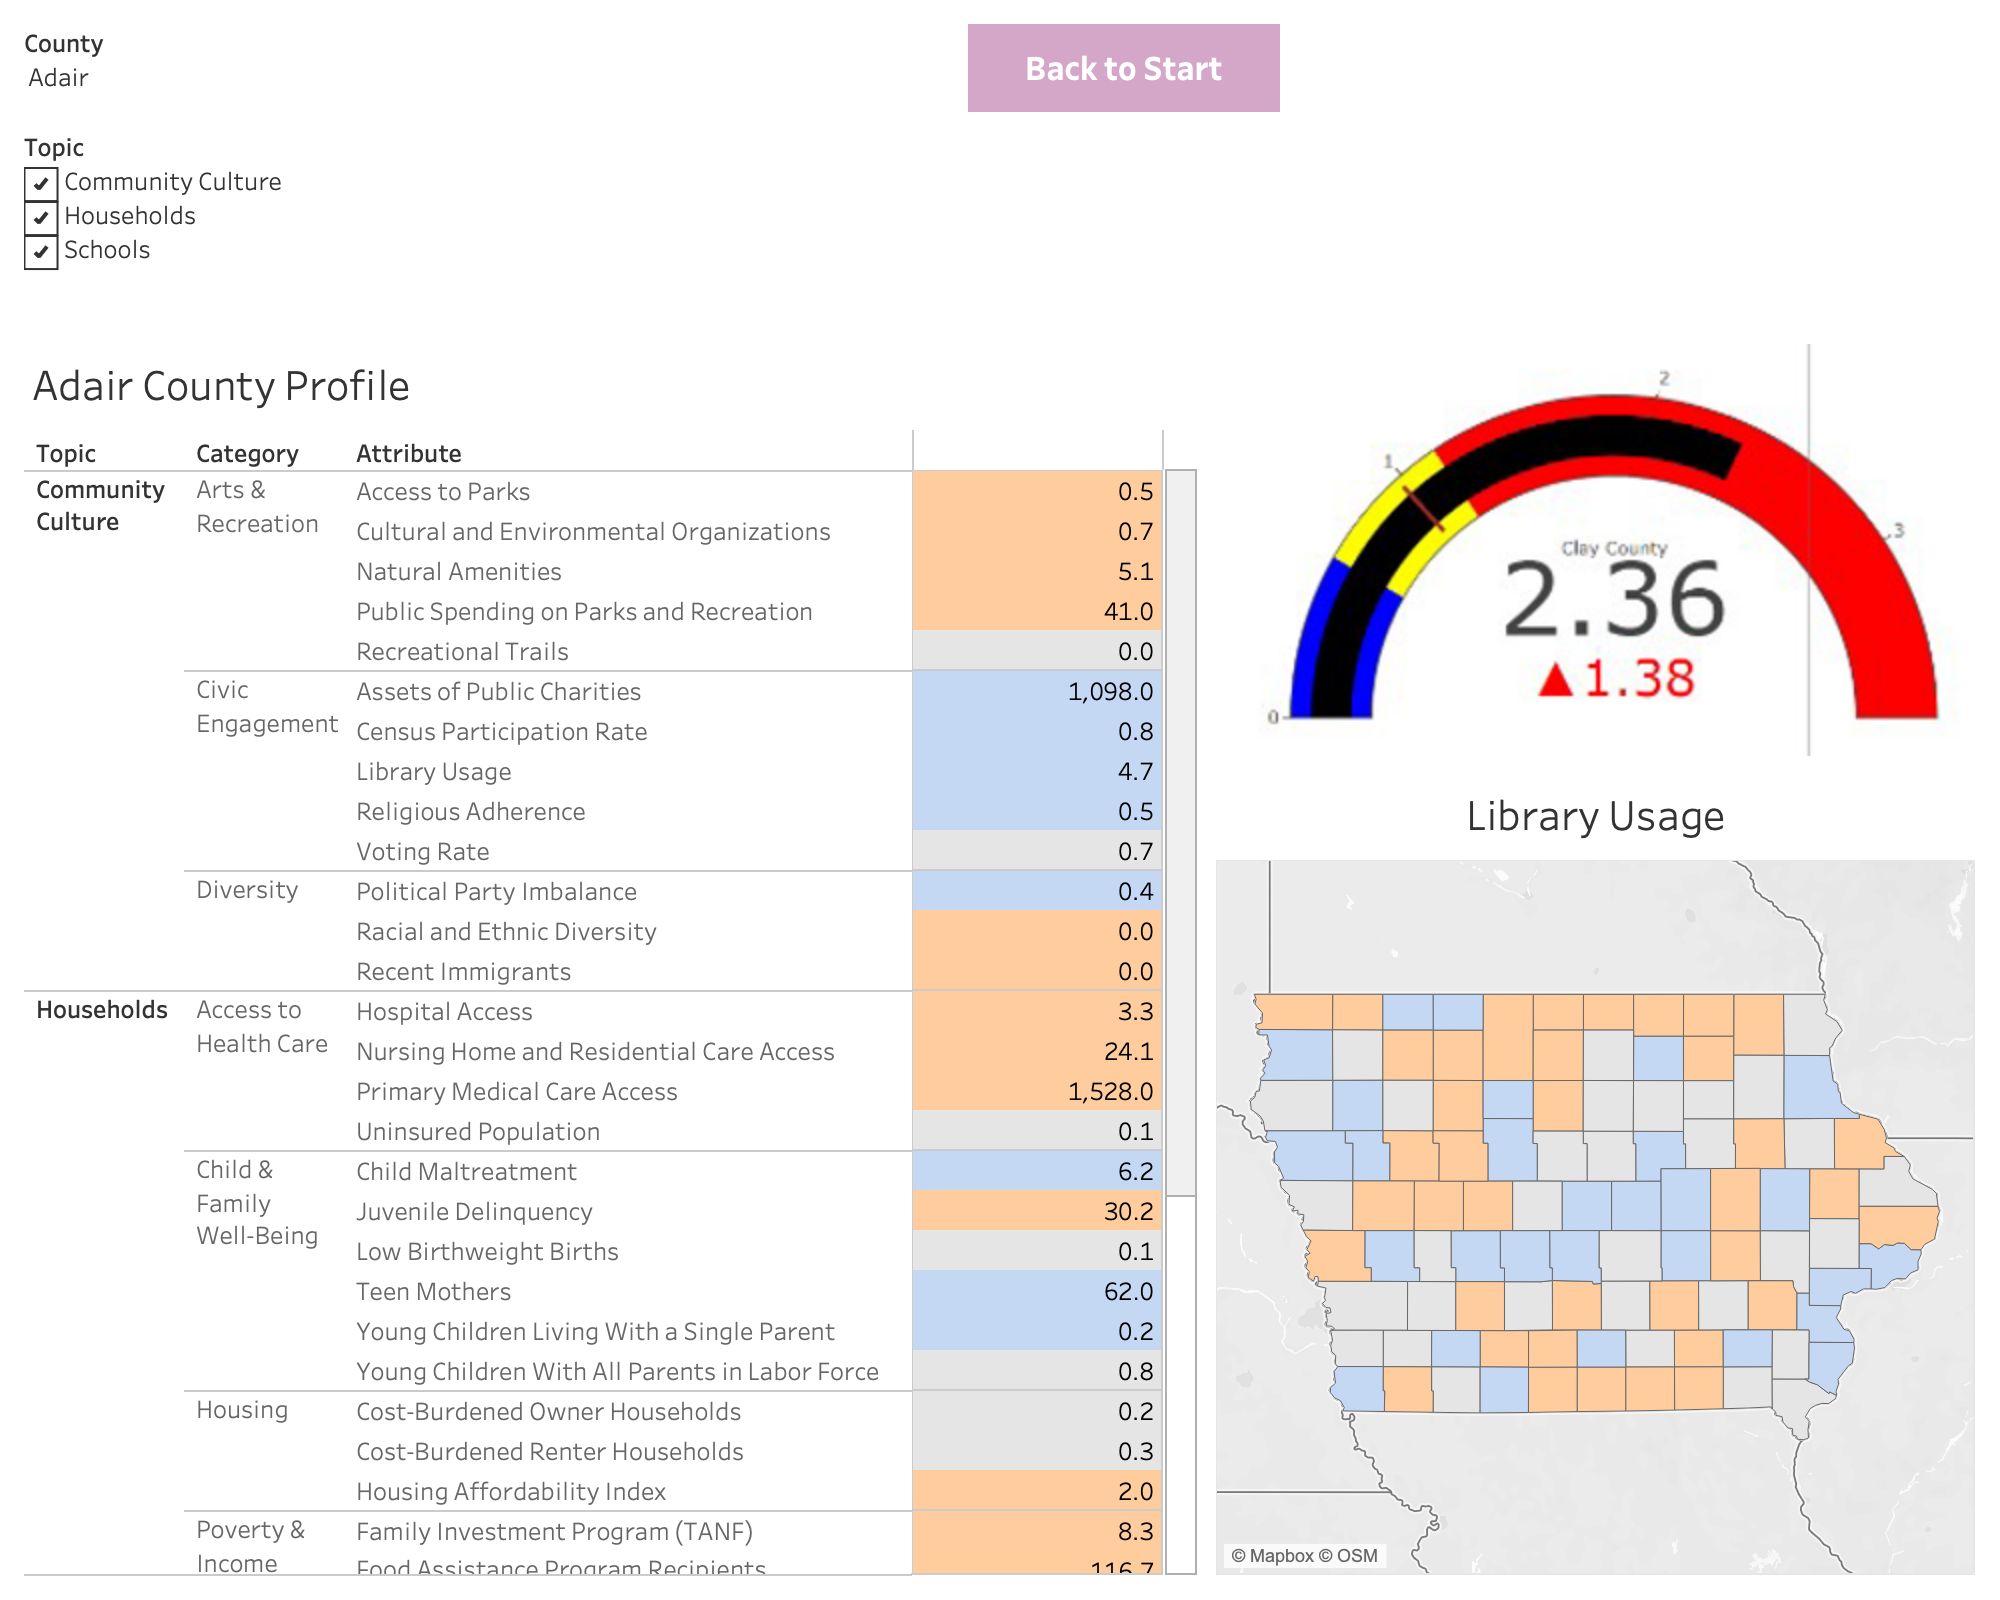 County
Adair
Back to Start
Topic
Community Culture
Households
Schools
Adair County Profile
Topic Category Attribute
Community Culture Arts & Recreation Access to Parks 0.5
Cultural and Environmental Organizations 0.7
Natural Amenities 5.1
Public Spending on Parks and Recreation 41.0
Recreational Trails 0.0
Civic Engagement Assets of Public Charities 1,098.0
Census Participation Rate 0.8
Library Usage 4.7
Religious Adherence 0.5
Voting Rate 0.7
Diversity Political Party Imbalance 0.4
Racial and Ethnic Diversity 0.0
Recent Immigrants 0.0
Households Access to Health Care Hospital Access 3.3
Nursing Home and Residential Care Access 24.1
Primary Medical Care Access 1,528.0
Uninsured Population 0.1
Child & Family Well-Being Child Maltreatment 6.2
Juvenile Delinquency 30.2
Low Birthweight Births 0.1
Teen Mothers 62.0
Young Children Living With a Single Parent 0.2
Young Children With All Parents in Labor Force 0.8
Housing Cost-Burdened Owner Households 0.2
Cost-Burdened Renter Households 0.3
Housing Affordability Index 2.0
Poverty & Income Family Investment Program (TANF) 8.3
Food Assistance Program Recipients 116.7
0
1
2
3
Clay County
2.36
▲1.38
Library Usage
© Mapbox © OSM